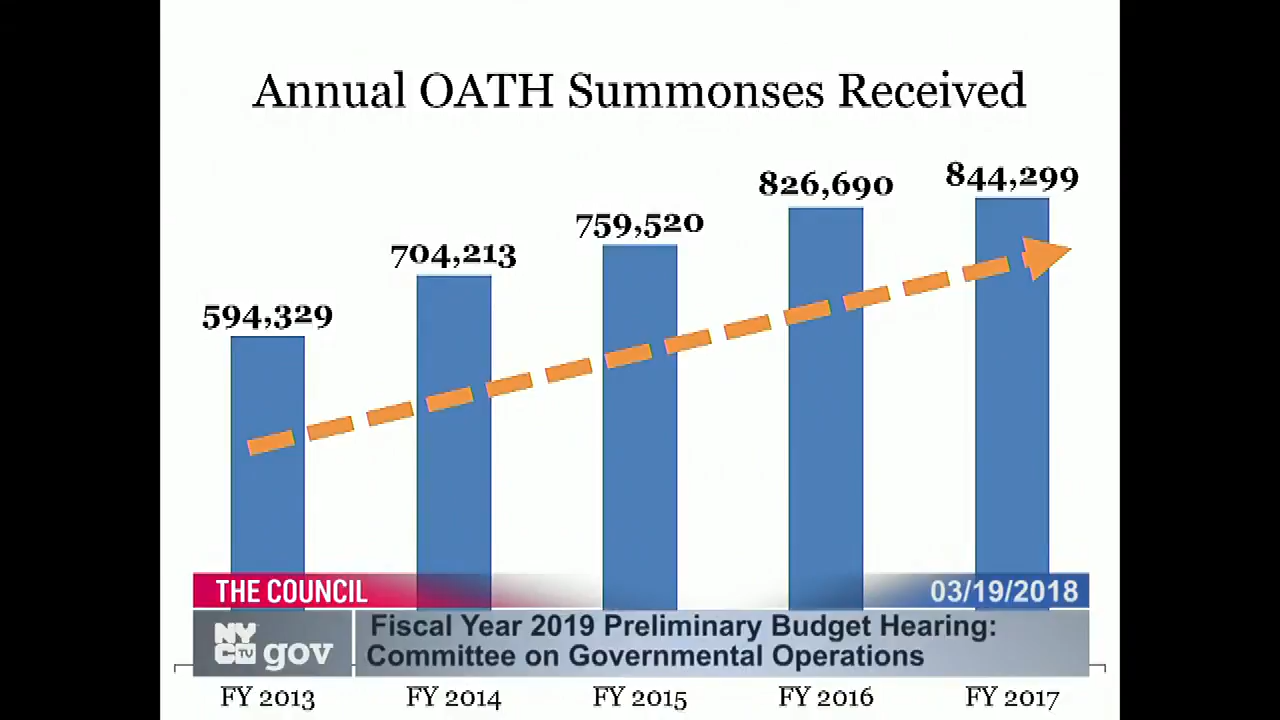 Annual OATH Summonses Received
594,329
704,213
759,520
826,690
844,299
THE COUNCIL
03/19/2018
NYC TV gov
Fiscal Year 2019 Preliminary Budget Hearing:
Committee on Governmental Operations
FY 2013
FY 2014
FY 2015
FY 2016
FY 2017